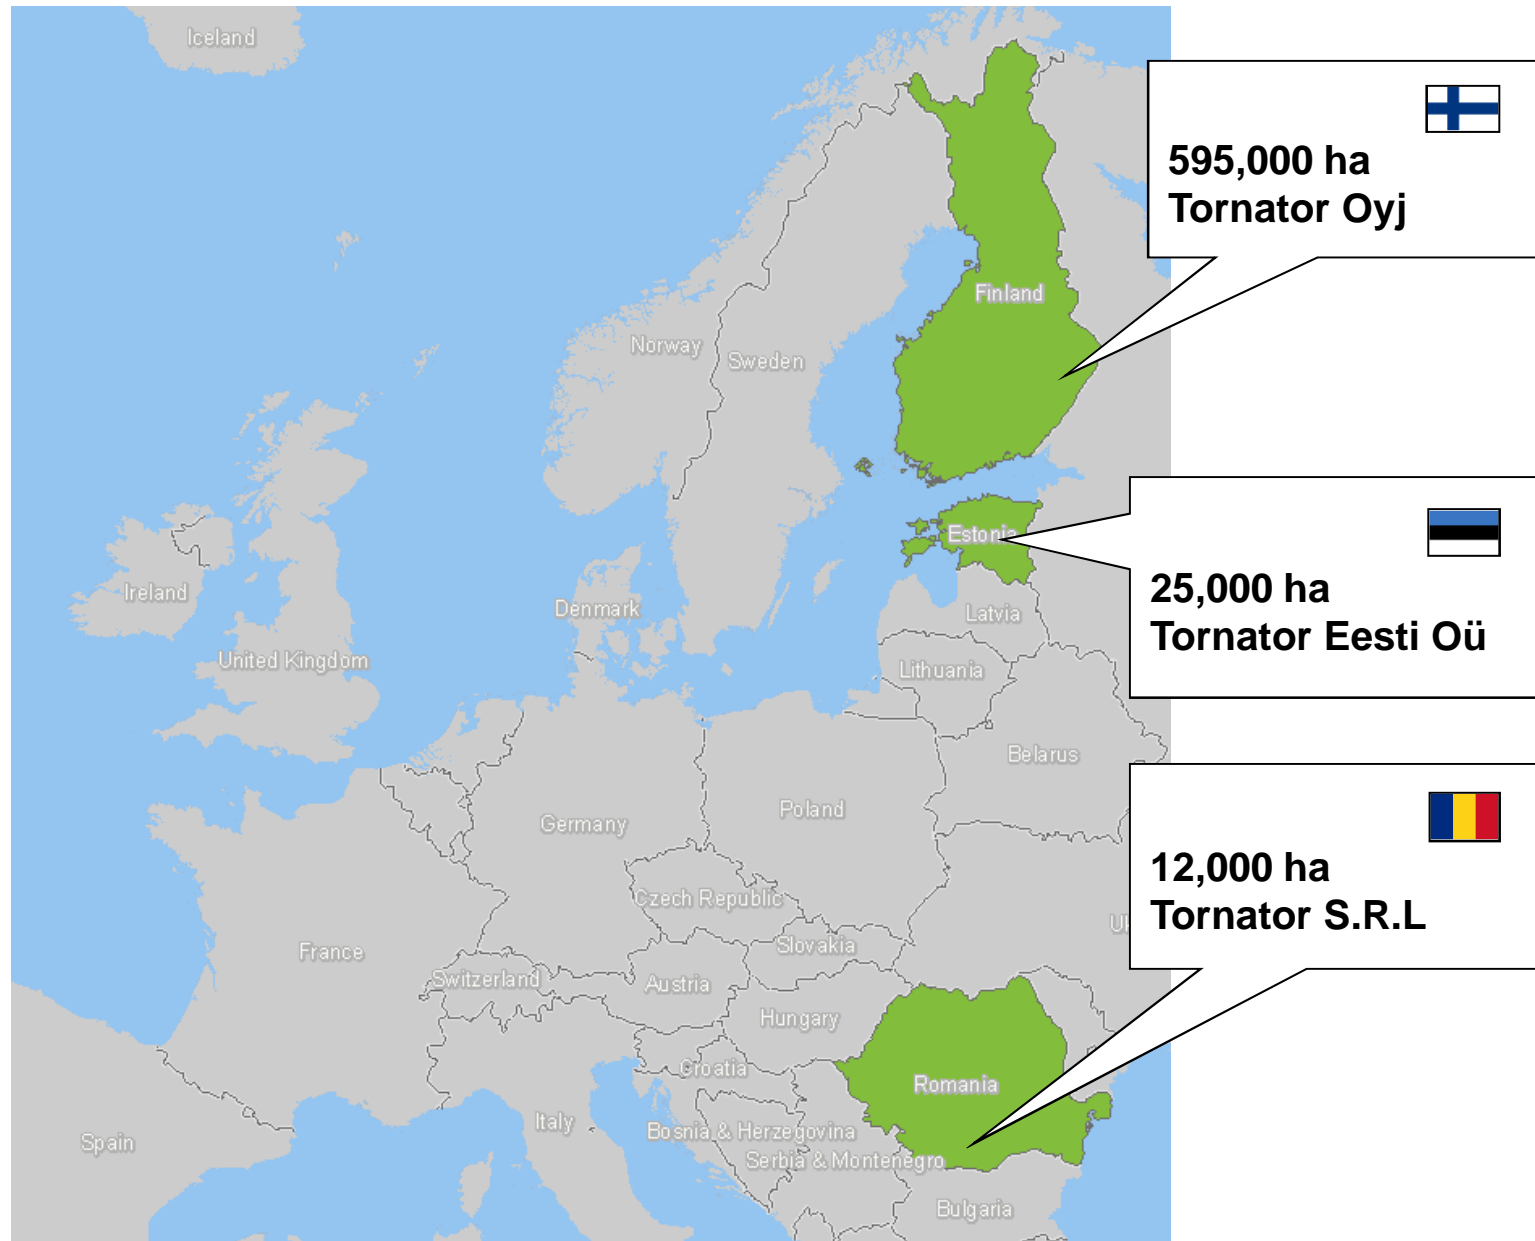 Iceland
595,000 ha
Tornator Oyj
Finland
Norway
Sweden
Estonia
25,000 ha
Tornator Eesti Oü
Ireland
Denmark
Latvia
United Kingdom
Lithuania
Belarus
Poland
Germany
12,000 ha
Tornator S.R.L
Czech Republic
Slovakia
France
Switzerland
Austria
Hungary
Croatia
Romania
Italy
Spain
Bosnia & Herzegovina
Serbia & Montenegro
Bulgaria